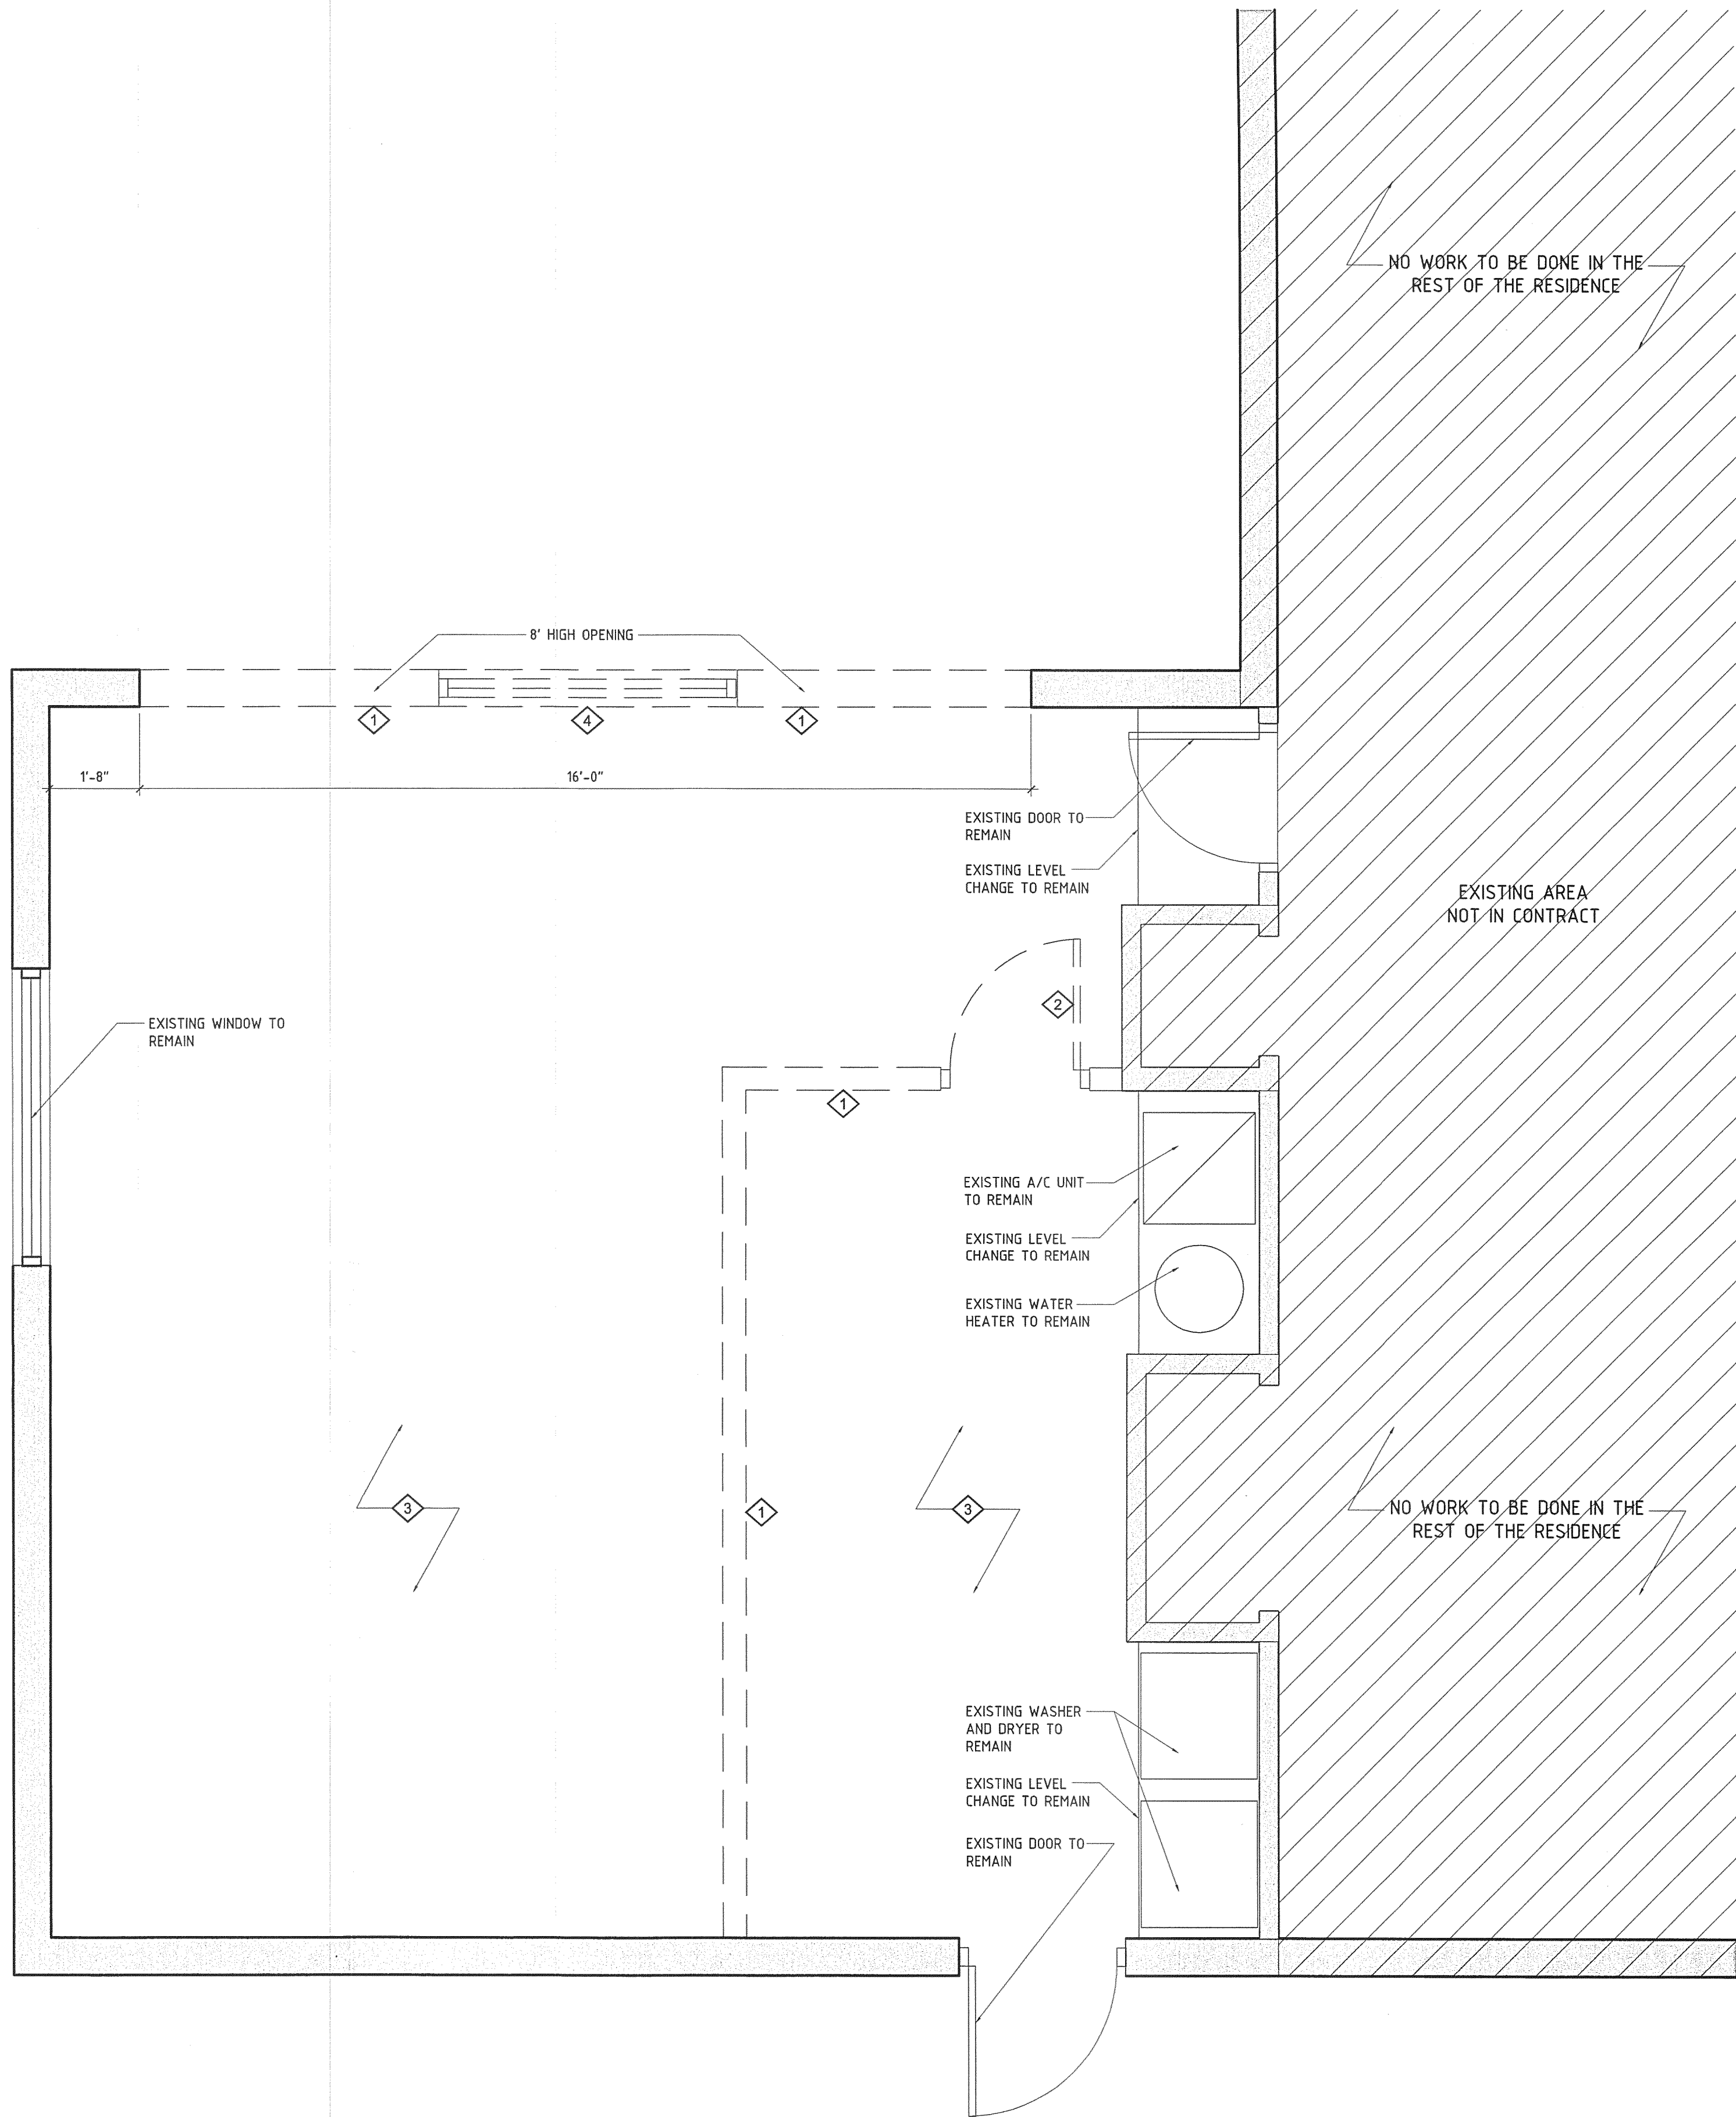 NO WORK TO BE DONE IN THE
REST OF THE RESIDENCE
8' HIGH OPENING
1
4
1
1'-8"
16'-0"
EXISTING DOOR TO
REMAIN
EXISTING LEVEL
CHANGE TO REMAIN
EXISTING AREA
NOT IN CONTRACT
2
EXISTING WINDOW TO
REMAIN
1
EXISTING A/C UNIT
TO REMAIN
EXISTING LEVEL
CHANGE TO REMAIN
EXISTING WATER
HEATER TO REMAIN
3
1
3
NO WORK TO BE DONE IN THE
REST OF THE RESIDENCE
EXISTING WASHER
AND DRYER TO
REMAIN
EXISTING LEVEL
CHANGE TO REMAIN
EXISTING DOOR TO
REMAIN